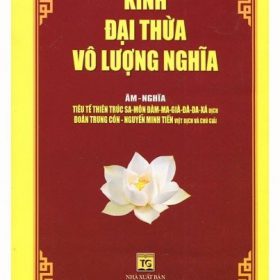 KINH
ĐẠI THỪA
VÔ LƯỢNG NGHĨA
ÂM - NGHĨA
TIÊU TỀ THIÊN TRÚC SA-MÔN ĐÀM-MA-GIÀ-ĐÀ-DA-XÁ DỊCH
ĐOÀN TRUNG CÒN - NGUYỄN MINH TIẾN VIỆT DỊCH VÀ CHÚ GIẢI
TG
NHÀ XUẤT BẢN